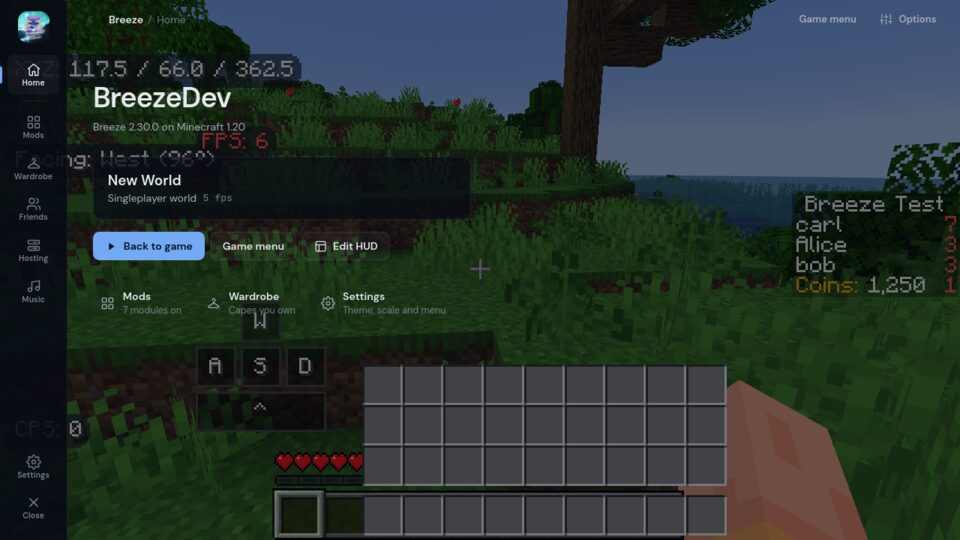 Breeze / Home
Game menu
Options
XYZ: 117.5 / 66.0 / 362.5
Home
BreezeDev
Breeze 2.30.0 on Minecraft 1.20
FPS: 6
Mods
Facing: West (96°)
Wardrobe
New World
Singleplayer world 5 fps
Friends
Breeze Test
carl 7
Alice 3
bob 3
Coins: 1,250 1
Back to game
Game menu
Edit HUD
Hosting
Music
Mods
7 modules on
Wardrobe
Capes you own
Settings
Theme, scale and menu
W
A S D
^
CPS: 0
Settings
Close